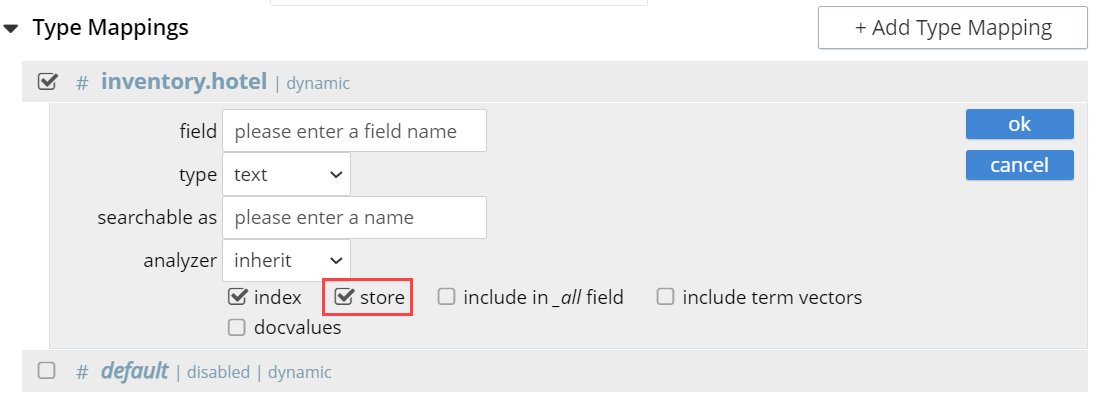 Type Mappings + Add Type Mapping
# inventory.hotel | dynamic
field please enter a field name ok
type text cancel
searchable as please enter a name
analyzer inherit
index store include in _all field include term vectors
docvalues
# default | disabled | dynamic